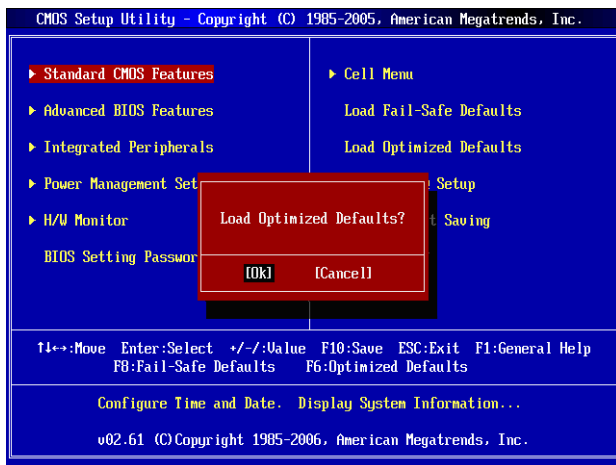 CMOS Setup Utility - Copyright (C) 1985-2005, American Megatrends, Inc.
Standard CMOS Features
Advanced BIOS Features
Integrated Peripherals
Power Management Set
H/W Monitor
BIOS Setting Passwor
Cell Menu
Load Fail-Safe Defaults
Load Optimized Defaults
Setup
t Saving
Load Optimized Defaults?
[Ok] [Cancel]
↑↓←→:Move Enter:Select +/-/:Value F10:Save ESC:Exit F1:General Help
F8:Fail-Safe Defaults F6:Optimized Defaults
Configure Time and Date. Display System Information...
v02.61 (C)Copyright 1985-2006, American Megatrends, Inc.